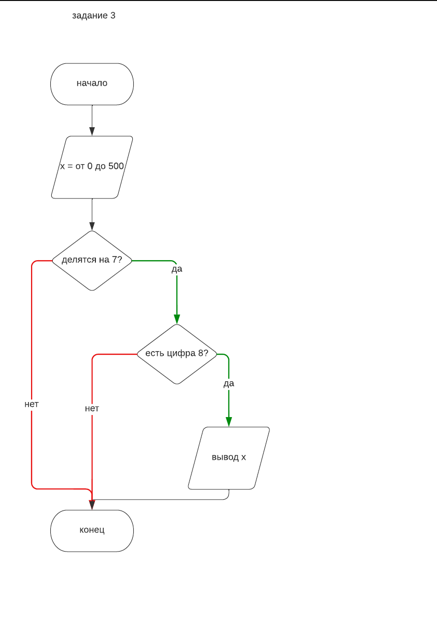 задание 3
начало
x = от 0 до 500
делятся на 7?
да
есть цифра 8?
да
нет
нет
вывод x
конец